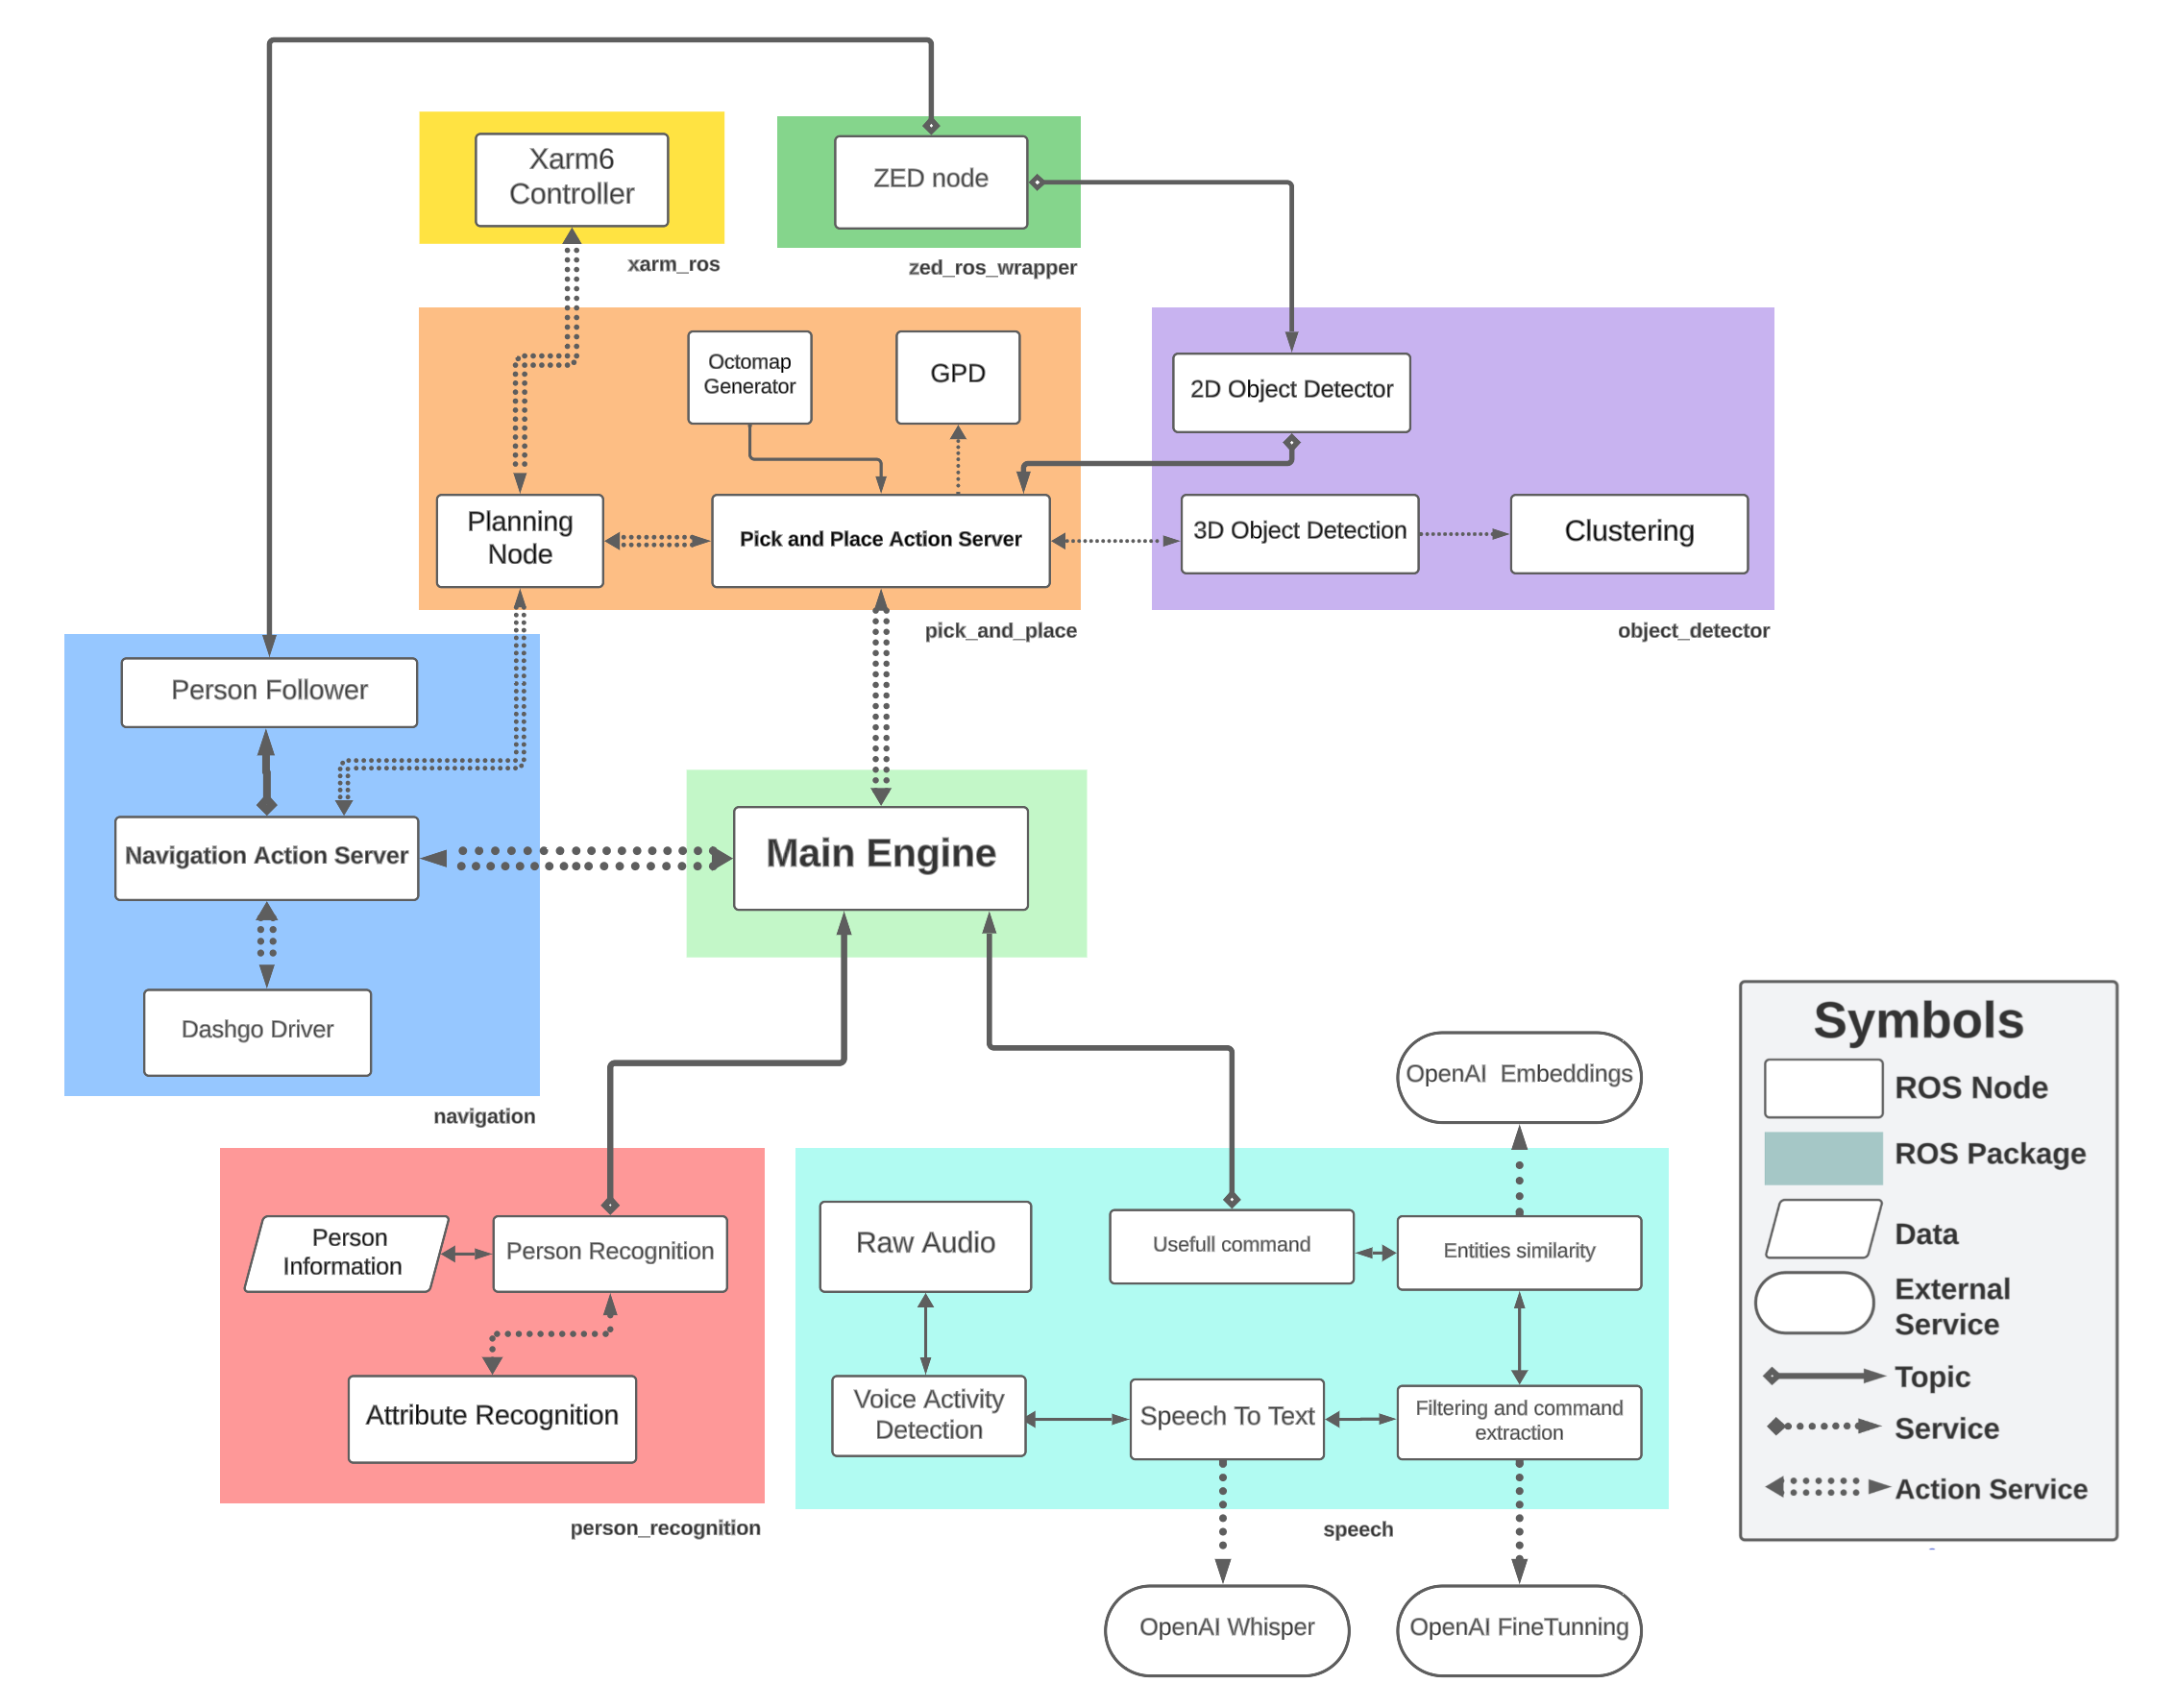 Xarm6
Controller
xarm_ros
ZED node
zed_ros_wrapper
Octomap
Generator
GPD
Planning
Node
Pick and Place Action Server
pick_and_place
2D Object Detector
3D Object Detection
Clustering
object_detector
Person Follower
Navigation Action Server
Dashgo Driver
navigation
Main Engine
Person
Information
Person Recognition
Attribute Recognition
person_recognition
Raw Audio
Usefull command
Entities similarity
Voice Activity
Detection
Speech To Text
Filtering and command
extraction
speech
OpenAI  Embeddings
OpenAI Whisper
OpenAI FineTunning
Symbols
ROS Node
ROS Package
Data
External
Service
Topic
Service
Action Service